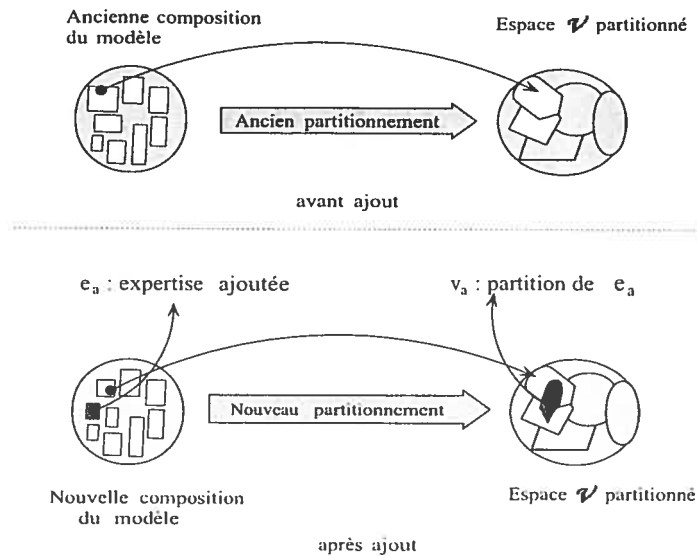 Ancienne composition
du modèle
Espace 𝒱 partitionné
Ancien partitionnement
avant ajout
eₐ : expertise ajoutée
vₐ : partition de eₐ
Nouveau partitionnement
Nouvelle composition
du modèle
Espace 𝒱 partitionné
après ajout